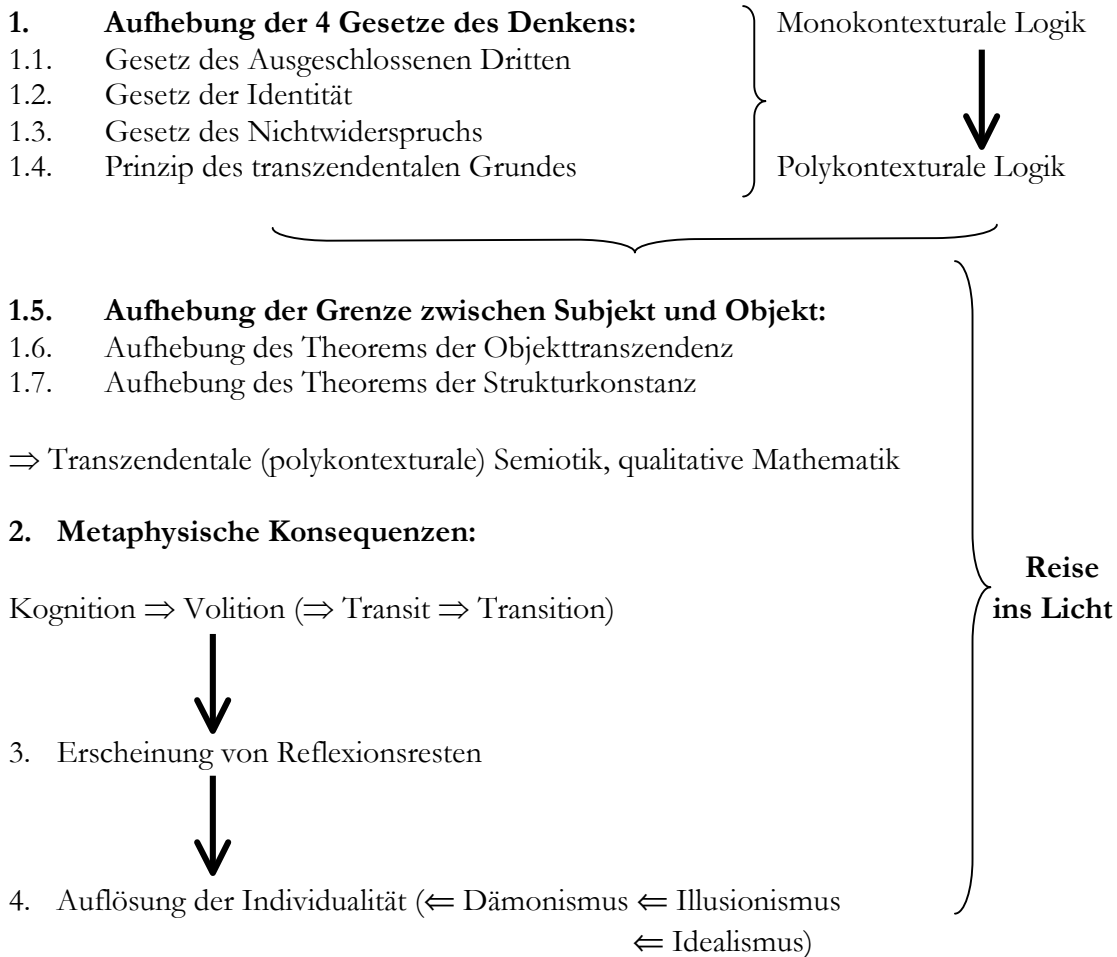 1. Aufhebung der 4 Gesetze des Denkens: Monokontexturale Logik
1.1. Gesetz des Ausgeschlossenen Dritten
1.2. Gesetz der Identität
1.3. Gesetz des Nichtwiderspruchs
1.4. Prinzip des transzendentalen Grundes Polykontexturale Logik
1.5. Aufhebung der Grenze zwischen Subjekt und Objekt:
1.6. Aufhebung des Theorems der Objekttranszendenz
1.7. Aufhebung des Theorems der Strukturkonstanz
⇒ Transzendentale (polykontexturale) Semiotik, qualitative Mathematik
2. Metaphysische Konsequenzen:
Reise
Kognition ⇒ Volition (⇒ Transit ⇒ Transition) ins Licht
3. Erscheinung von Reflexionsresten
4. Auflösung der Individualität (⇐ Dämonismus ⇐ Illusionismus
⇐ Idealismus)